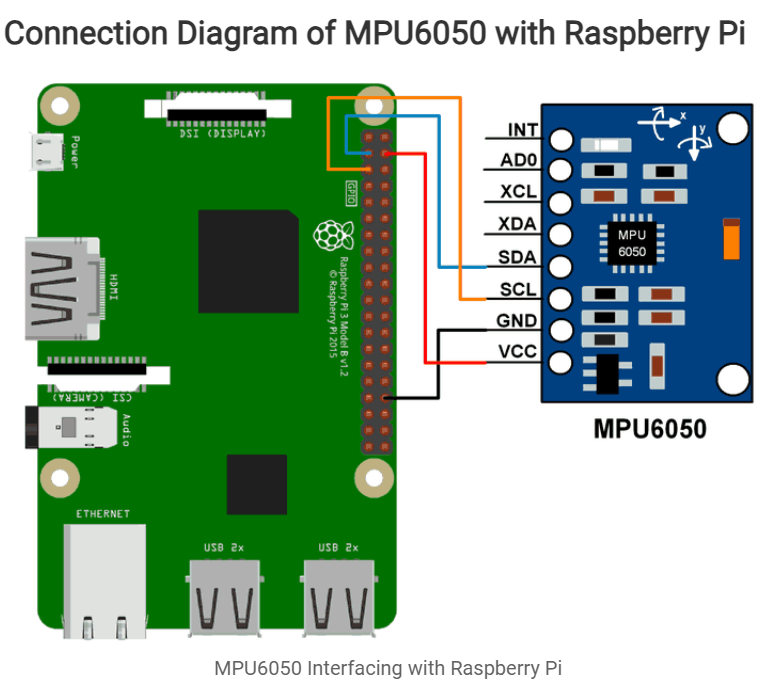 Connection Diagram of MPU6050 with Raspberry Pi
DSI (DISPLAY)
Power
GPIO
HDMI
Raspberry Pi 3 Model B v1.2
© Raspberry Pi 2015
CSI (CAMERA)
Audio
ETHERNET
USB 2x
USB 2x
INT
AD0
XCL
XDA
SDA
SCL
GND
VCC
x
y
MPU
6050
MPU6050
MPU6050 Interfacing with Raspberry Pi